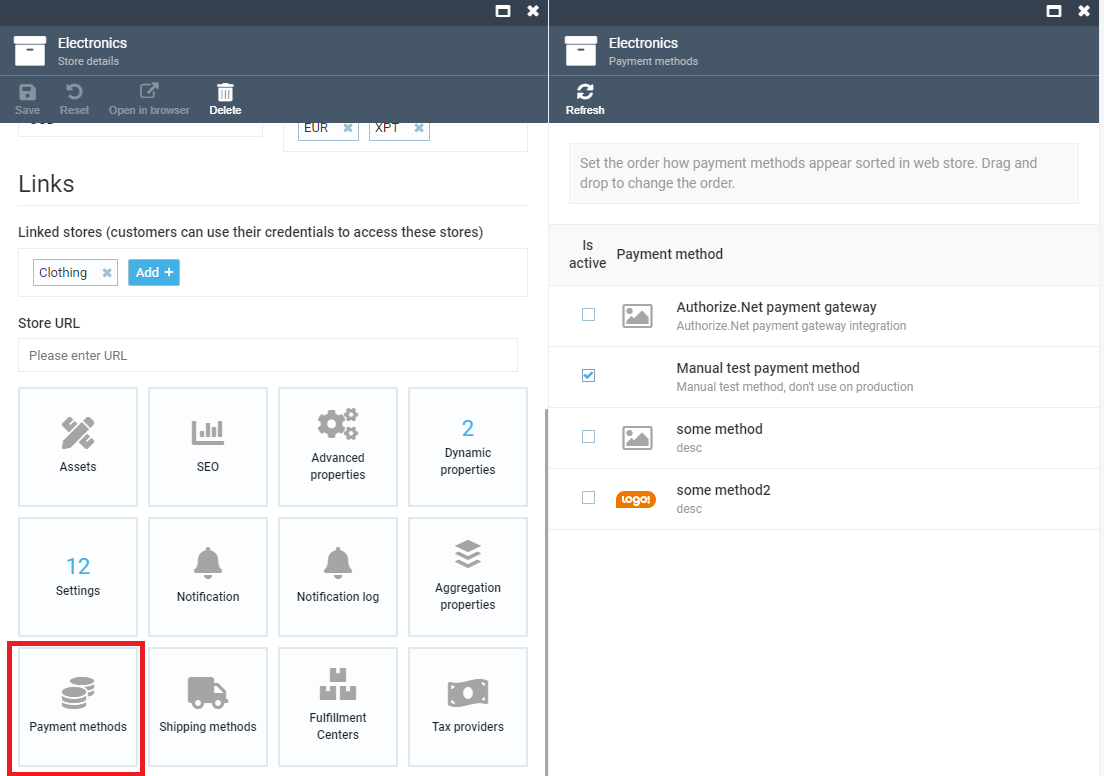 Electronics
Store details
Save
Reset
Open in browser
Delete
EUR
XPT
Links
Linked stores (customers can use their credentials to access these stores)
Clothing
Add +
Store URL
Please enter URL
Assets
SEO
Advanced
properties
2
Dynamic
properties
12
Settings
Notification
Notification log
Aggregation
properties
Payment methods
Shipping methods
Fulfillment
Centers
Tax providers
Electronics
Payment methods
Refresh
Set the order how payment methods appear sorted in web store. Drag and
drop to change the order.
Is
active
Payment method
Authorize.Net payment gateway
Authorize.Net payment gateway integration
Manual test payment method
Manual test method, don't use on production
some method
desc
LOGO!
some method2
desc